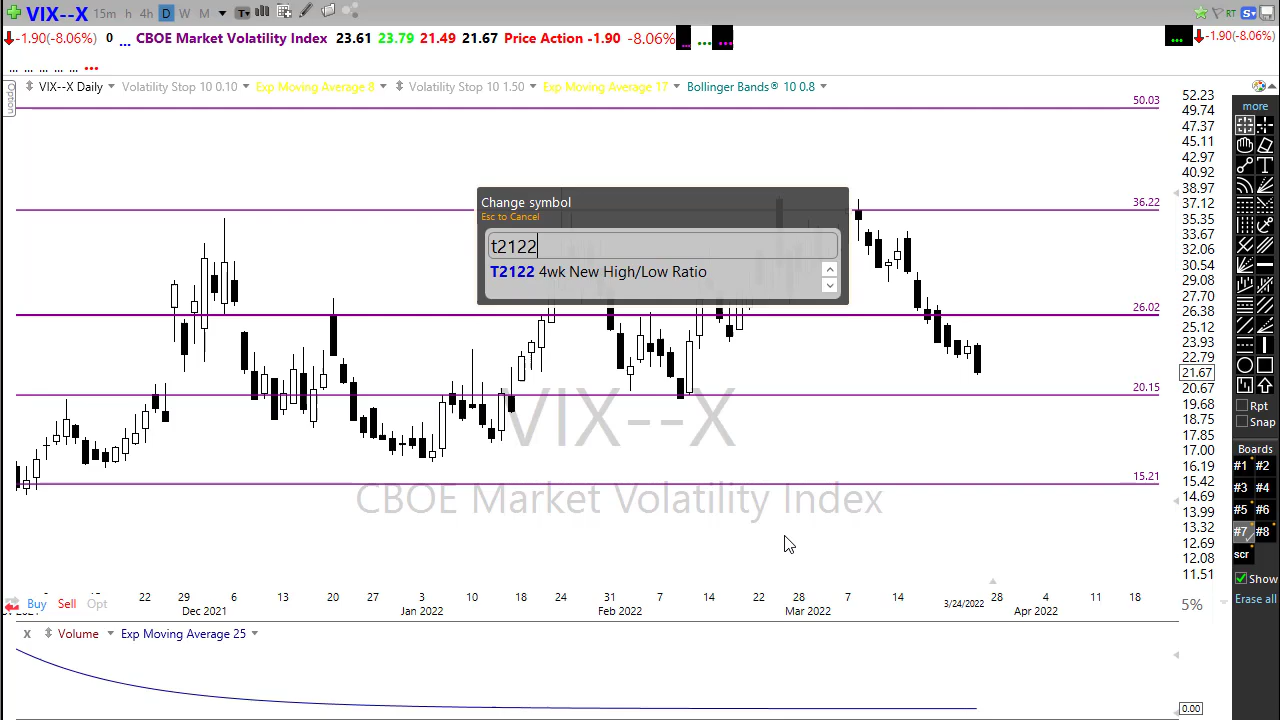 VIX--X 15m h 4h D W M
RT S
-1.90(-8.06%) 0 ... CBOE Market Volatility Index 23.61 23.79 21.49 21.67 Price Action -1.90 -8.06%
-1.90(-8.06%)
VIX--X Daily Volatility Stop 10 0.10 Exp Moving Average 8 Volatility Stop 10 1.50 Exp Moving Average 17 Bollinger Bands® 10 0.8
Option
50.03
36.22
26.02
20.15
15.21
52.23
49.74
47.37
45.11
42.97
40.92
38.97
37.12
35.35
33.67
32.06
30.54
29.08
27.70
26.38
25.12
23.93
22.79
21.67
20.67
19.68
18.75
17.85
17.00
16.19
15.42
14.69
13.99
13.32
12.69
12.08
11.51
Change symbol
Esc to Cancel
t2122
T2122 4wk New High/Low Ratio
VIX--X
CBOE Market Volatility Index
more
Rpt
Snap
Boards
#1 #2
#3 #4
#5 #6
#7 #8
scr
Show
Erase all
Buy Sell Opt
22 29 6 13 20 27 3 10 18 24 31 7 14 22 28 7 14 28 4 11 18
Dec 2021 Jan 2022 Feb 2022 Mar 2022 3/24/2022 Apr 2022
5%
X Volume Exp Moving Average 25
0.00